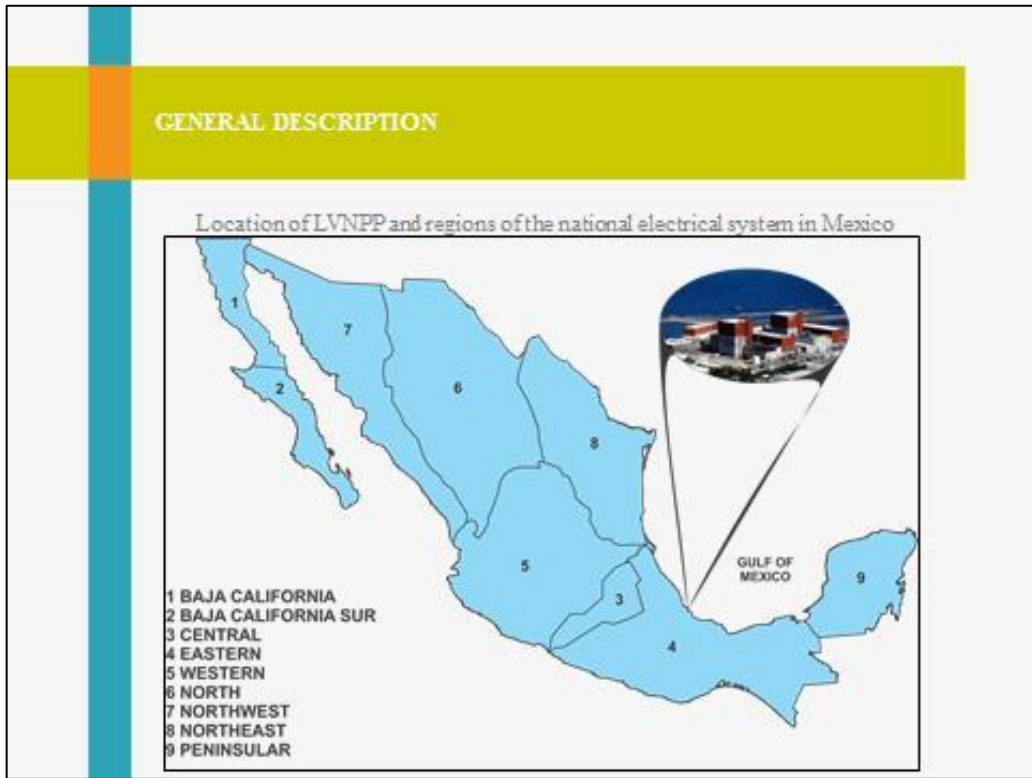 GENERAL DESCRIPTION
Location of LVNPP and regions of the national electrical system in Mexico
1
7
2
6
8
5
3
4
9
GULF OF
MEXICO
1 BAJA CALIFORNIA
2 BAJA CALIFORNIA SUR
3 CENTRAL
4 EASTERN
5 WESTERN
6 NORTH
7 NORTHWEST
8 NORTHEAST
9 PENINSULAR